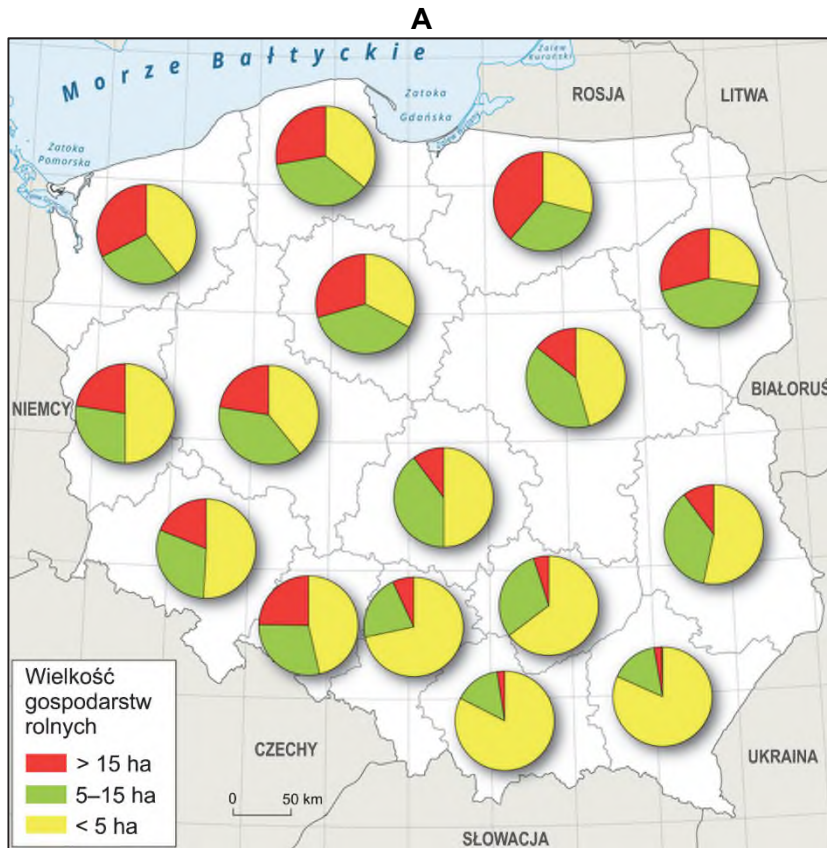 A
Morze Bałtyckie
Zalew
Kuroński
ROSJA
LITWA
Zatoka
Gdańska
Zalew Wiślany
Zatoka
Pomorska
NIEMCY
BIAŁORUŚ
Wielkość
gospodarstw
rolnych
> 15 ha
5–15 ha
< 5 ha
0 50 km
CZECHY
UKRAINA
SŁOWACJA